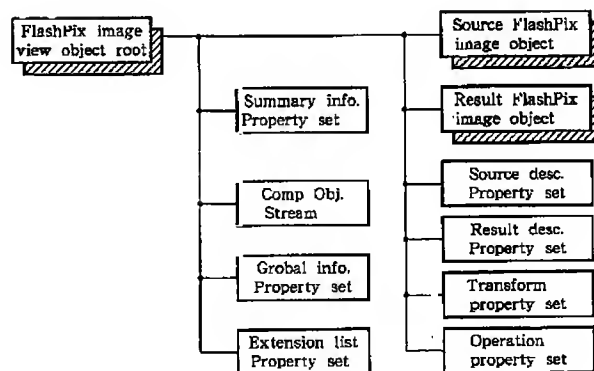 FlashPix image
view object root
Summary info.
Property set
Comp Obj.
Stream
Grobal info.
Property set
Extension list
Property set
Source FlashPix
image object
Result FlashPix
image object
Source desc.
Property set
Result desc.
Property set
Transform
property set
Operation
property set